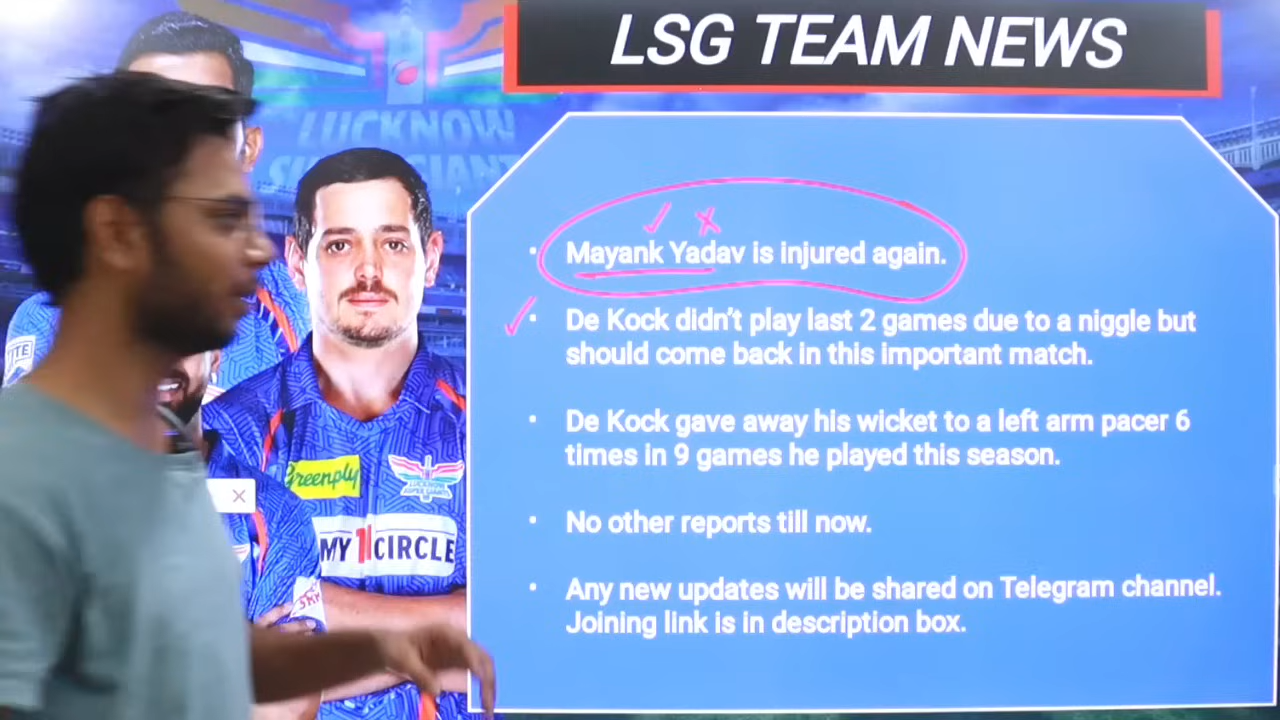 LSG TEAM NEWS
LUCKNOW
• Mayank Yadav is injured again.
• De Kock didn't play last 2 games due to a niggle but
should come back in this important match.
• De Kock gave away his wicket to a left arm pacer 6
times in 9 games he played this season.
• No other reports till now.
• Any new updates will be shared on Telegram channel.
Joining link is in description box.
Greenply
LUCKNOW
SUPER GIANTS
MY11CIRCLE